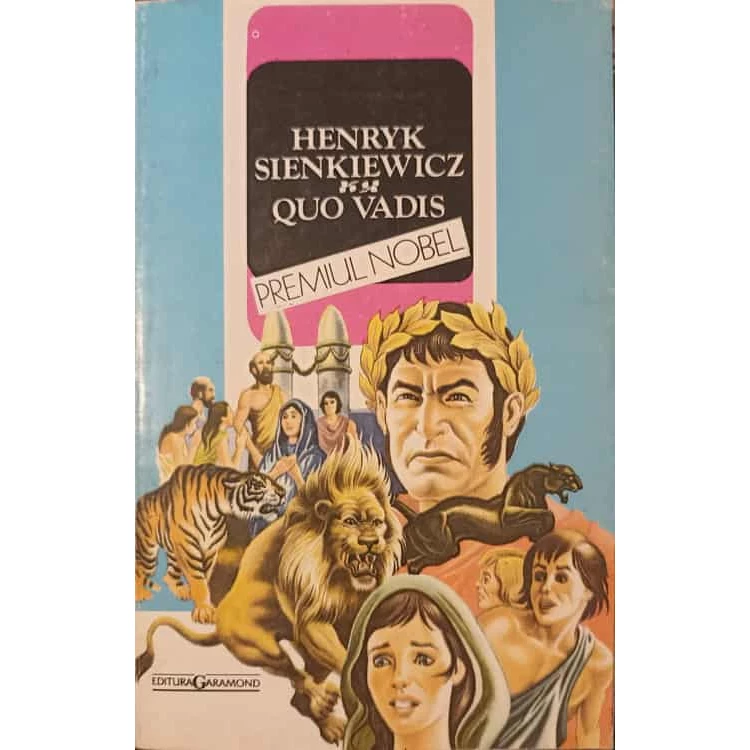 HENRYK
SIENKIEWICZ
QUO VADIS
PREMIUL NOBEL
EDITURA GARAMOND